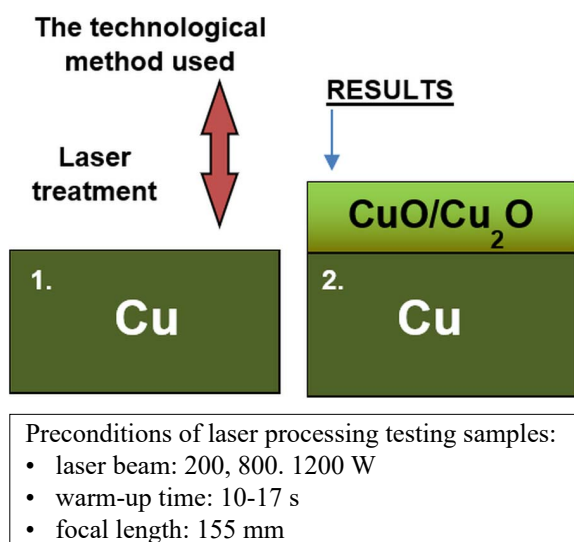 The technological
method used
RESULTS
Laser
treatment
CuO/Cu₂O
1.
Cu
2.
Cu
Preconditions of laser processing testing samples:
• laser beam: 200, 800. 1200 W
• warm-up time: 10-17 s
• focal length: 155 mm